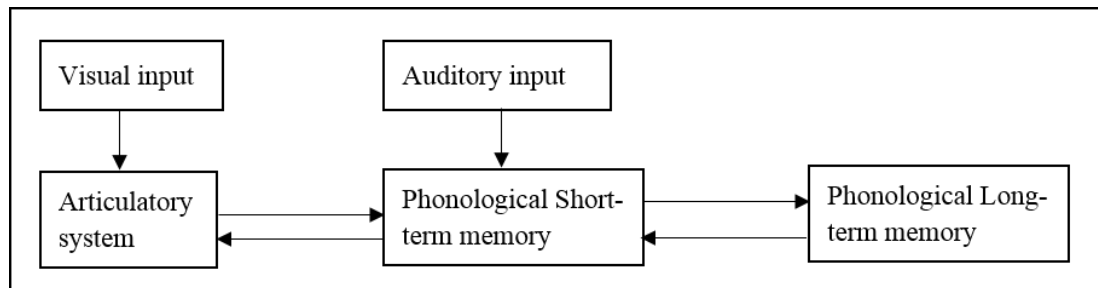 Visual input
Auditory input
Articulatory
system
Phonological Short-
term memory
Phonological Long-
term memory